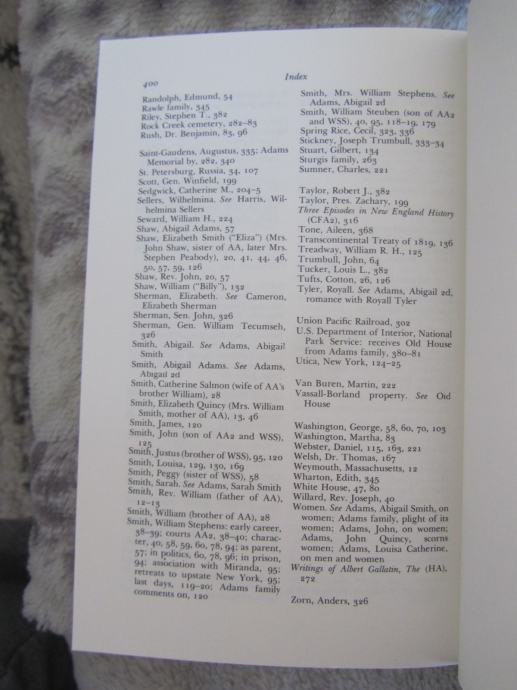 400
Index
Randolph, Edmund, 54
Rawle family, 345
Riley, Stephen T., 382
Rock Creek cemetery, 282–83
Rush, Dr. Benjamin, 83, 96
Saint-Gaudens, Augustus, 335; Adams
Memorial by, 282, 340
St. Petersburg, Russia, 34, 107
Scott, Gen. Winfield, 199
Sedgwick, Catherine M., 204–5
Sellers, Wilhelmina. See Harris, Wil-
helmina Sellers
Seward, William H., 224
Shaw, Abigail Adams, 57
Shaw, Elizabeth Smith ("Eliza") (Mrs.
John Shaw, sister of AA, later Mrs.
Stephen Peabody), 20, 41, 44, 46,
50, 57, 59, 126
Shaw, Rev. John, 20, 57
Shaw, William ("Billy"), 132
Sherman, Elizabeth. See Cameron,
Elizabeth Sherman
Sherman, Sen. John, 326
Sherman, Gen. William Tecumseh,
326
Smith, Abigail. See Adams, Abigail
Smith
Smith, Abigail Adams. See Adams,
Abigail 2d
Smith, Catherine Salmon (wife of AA's
brother William), 28
Smith, Elizabeth Quincy (Mrs. William
Smith, mother of AA), 13, 46
Smith, James, 120
Smith, John (son of AA2 and WSS),
125
Smith, Justus (brother of WSS), 95, 120
Smith, Louisa, 129, 130, 169
Smith, Peggy (sister of WSS), 58
Smith, Sarah. See Adams, Sarah Smith
Smith, Rev. William (father of AA),
12–13
Smith, William (brother of AA), 28
Smith, William Stephens: early career,
38–39; courts AA2, 38–40; charac-
ter, 40, 58, 59, 60, 78, 94; as parent,
57; in politics, 60, 78, 96; in prison,
94; association with Miranda, 95;
retreats to upstate New York, 95;
last days, 119–20; Adams family
comments on, 120
Smith, Mrs. William Stephens. See
Adams, Abigail 2d
Smith, William Steuben (son of AA2
and WSS), 40, 95, 118–19, 179
Spring Rice, Cecil, 323, 336
Stickney, Joseph Trumbull, 333–34
Stuart, Gilbert, 134
Sturgis family, 263
Sumner, Charles, 221
Taylor, Robert J., 382
Taylor, Pres. Zachary, 199
Three Episodes in New England History
(CFA2), 316
Tone, Aileen, 368
Transcontinental Treaty of 1819, 136
Treadway, William R. H., 125
Trumbull, John, 64
Tucker, Louis L., 382
Tufts, Cotton, 26, 126
Tyler, Royall. See Adams, Abigail 2d,
romance with Royall Tyler
Union Pacific Railroad, 302
U.S. Department of Interior, National
Park Service: receives Old House
from Adams family, 380–81
Utica, New York, 124–25
Van Buren, Martin, 222
Vassall-Borland property. See Old
House
Washington, George, 58, 60, 70, 103
Washington, Martha, 83
Webster, Daniel, 115, 163, 221
Welsh, Dr. Thomas, 167
Weymouth, Massachusetts, 12
Wharton, Edith, 345
White House, 47, 80
Willard, Rev. Joseph, 40
Women. See Adams, Abigail Smith, on
women; Adams family, plight of its
women; Adams, John, on women;
Adams, John Quincy, scorns
women; Adams, Louisa Catherine,
on men and women
Writings of Albert Gallatin, The (HA),
272
Zorn, Anders, 326